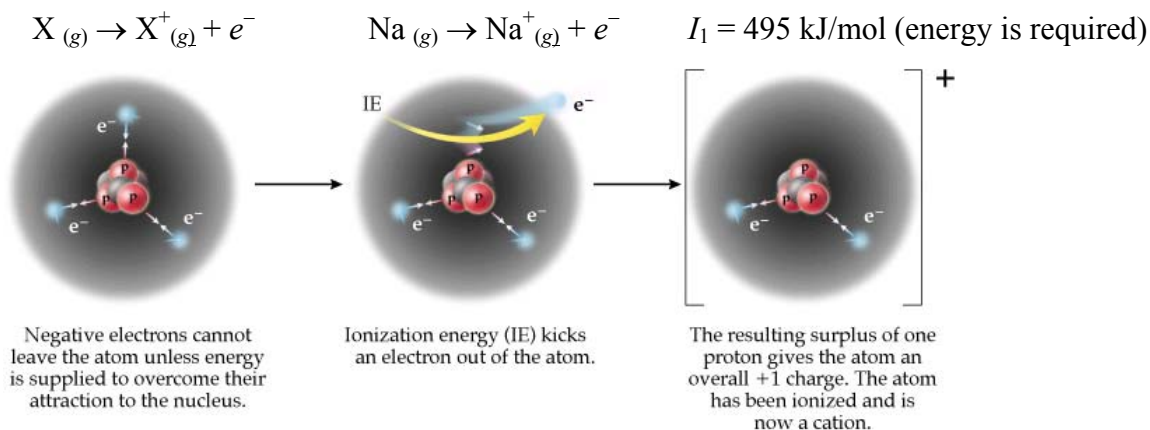 X (g) → X⁺(g) + e⁻
Na (g) → Na⁺(g) + e⁻
I₁ = 495 kJ/mol (energy is required)
e⁻
p
p
p
e⁻
e⁻
IE
e⁻
p
p
p
e⁻
e⁻
+
p
p
p
e⁻
e⁻
Negative electrons cannot
leave the atom unless energy
is supplied to overcome their
attraction to the nucleus.
Ionization energy (IE) kicks
an electron out of the atom.
The resulting surplus of one
proton gives the atom an
overall +1 charge. The atom
has been ionized and is
now a cation.